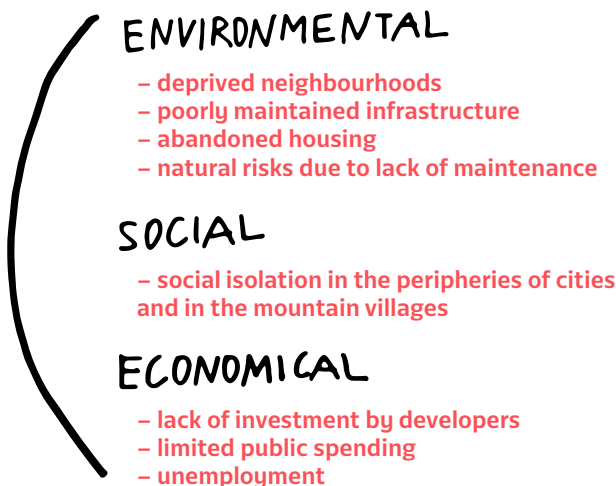 ENVIRONMENTAL
– deprived neighbourhoods
– poorly maintained infrastructure
– abandoned housing
– natural risks due to lack of maintenance
SOCIAL
– social isolation in the peripheries of cities
and in the mountain villages
ECONOMICAL
– lack of investment by developers
– limited public spending
– unemployment